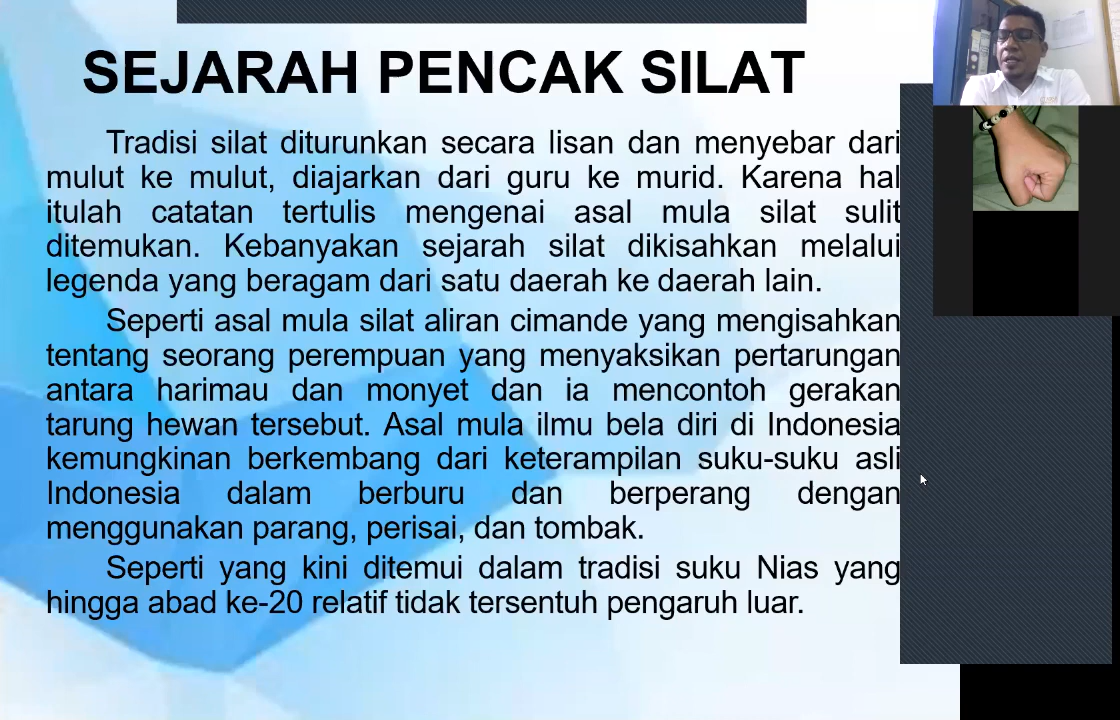 SEJARAH PENCAK SILAT
Tradisi silat diturunkan secara lisan dan menyebar dari
mulut ke mulut, diajarkan dari guru ke murid. Karena hal
itulah catatan tertulis mengenai asal mula silat sulit
ditemukan. Kebanyakan sejarah silat dikisahkan melalui
legenda yang beragam dari satu daerah ke daerah lain.
Seperti asal mula silat aliran cimande yang mengisahkan
tentang seorang perempuan yang menyaksikan pertarungan
antara harimau dan monyet dan ia mencontoh gerakan
tarung hewan tersebut. Asal mula ilmu bela diri di Indonesia
kemungkinan berkembang dari keterampilan suku-suku asli
Indonesia dalam berburu dan berperang dengan
menggunakan parang, perisai, dan tombak.
Seperti yang kini ditemui dalam tradisi suku Nias yang
hingga abad ke-20 relatif tidak tersentuh pengaruh luar.